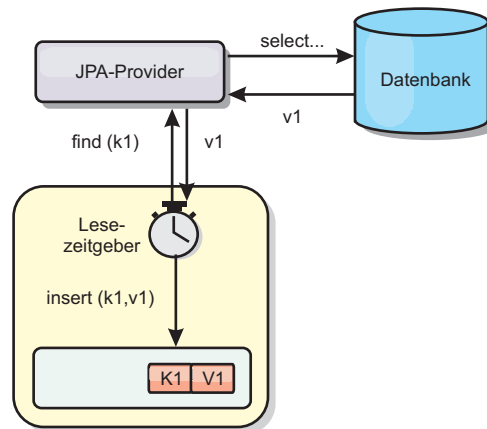 select...
JPA-Provider
Datenbank
v1
find (k1)
v1
Lese-
zeitgeber
insert (k1,v1)
K1
V1